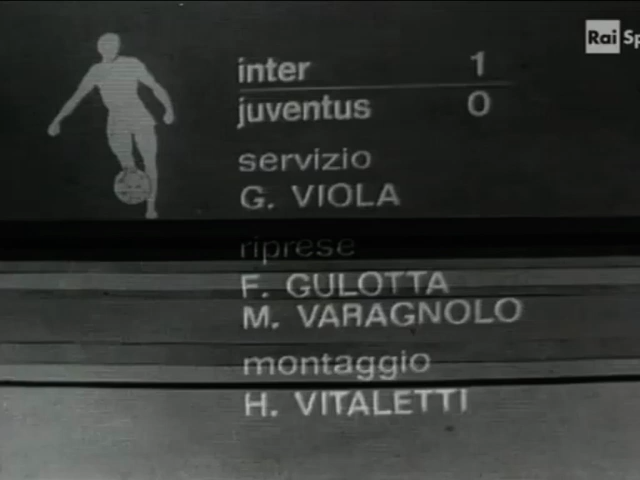 Rai Sp
inter 1
juventus 0
servizio
G. VIOLA
riprese
F. GULOTTA
M. VARAGNOLO
montaggio
H. VITALETTI